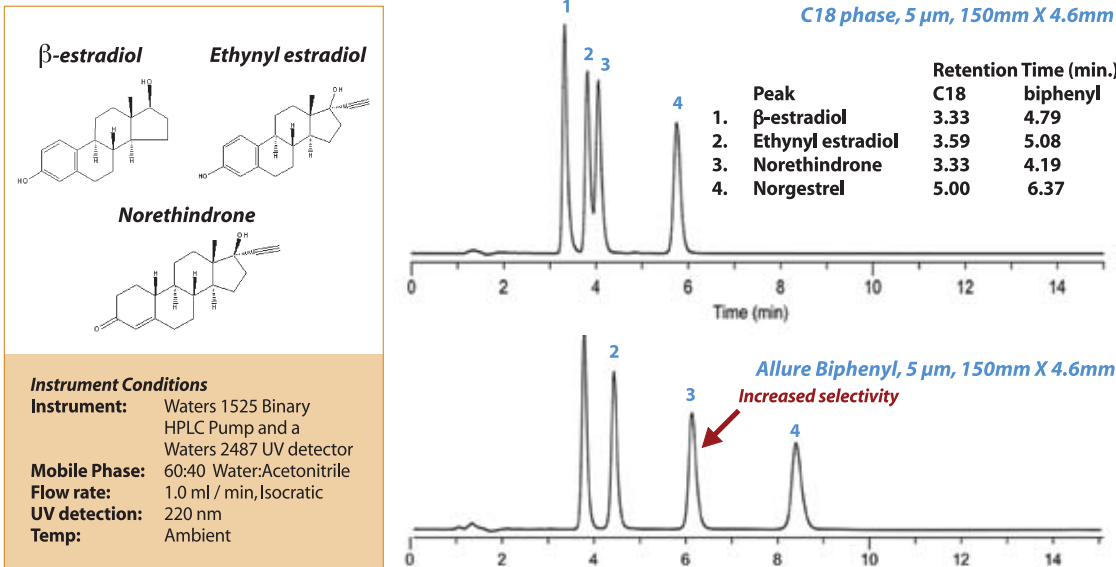 β-estradiol
Ethynyl estradiol
HO
HO
OH
HO
H
H
H
H
H
H
Norethindrone
OH
O
H
H
H
H
Instrument Conditions
Instrument: Waters 1525 Binary
HPLC Pump and a
Waters 2487 UV detector
Mobile Phase: 60:40 Water:Acetonitrile
Flow rate: 1.0 ml / min, Isocratic
UV detection: 220 nm
Temp: Ambient
C18 phase, 5 µm, 150mm X 4.6mm
1
2
3
4
Retention Time (min.)
Peak C18 biphenyl
1. β-estradiol 3.33 4.79
2. Ethynyl estradiol 3.59 5.08
3. Norethindrone 3.33 4.19
4. Norgestrel 5.00 6.37
0 2 4 6 8 10 12 14
Time (min)
Allure Biphenyl, 5 µm, 150mm X 4.6mm
Increased selectivity
2
3
4
0 2 4 6 8 10 12 14